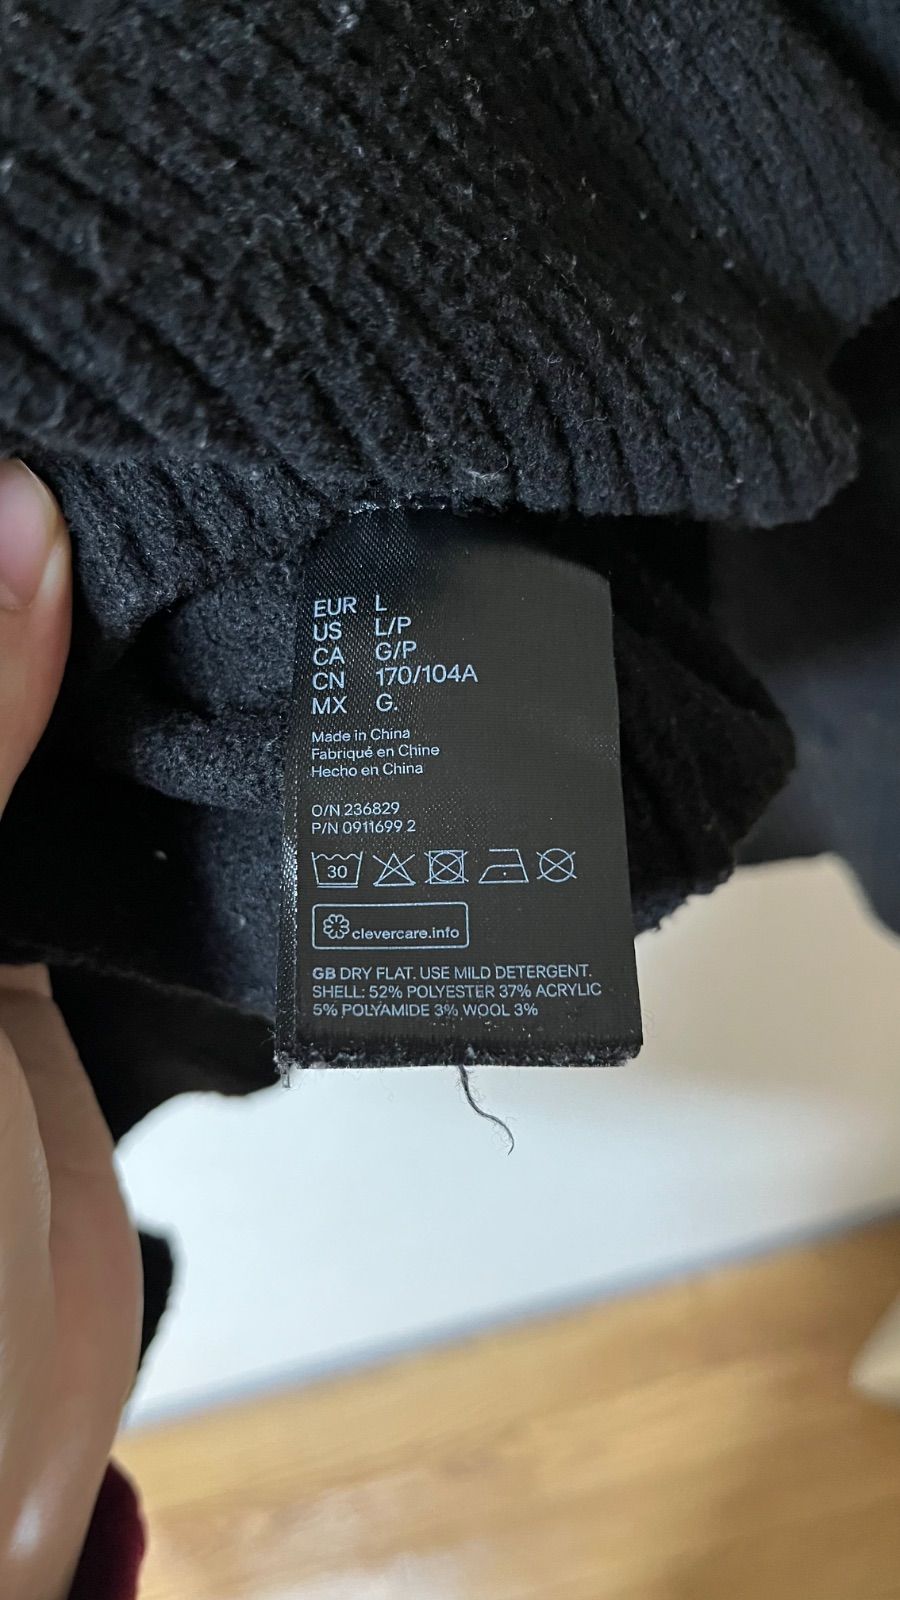 EUR L
US L/P
CA G/P
CN 170/104A
MX G.
Made in China
Fabriqué en Chine
Hecho en China
O/N 236829
P/N 0911699 2
30
clevercare.info
GB DRY FLAT. USE MILD DETERGENT.
SHELL: 52% POLYESTER 37% ACRYLIC
5% POLYAMIDE 3% WOOL 3%